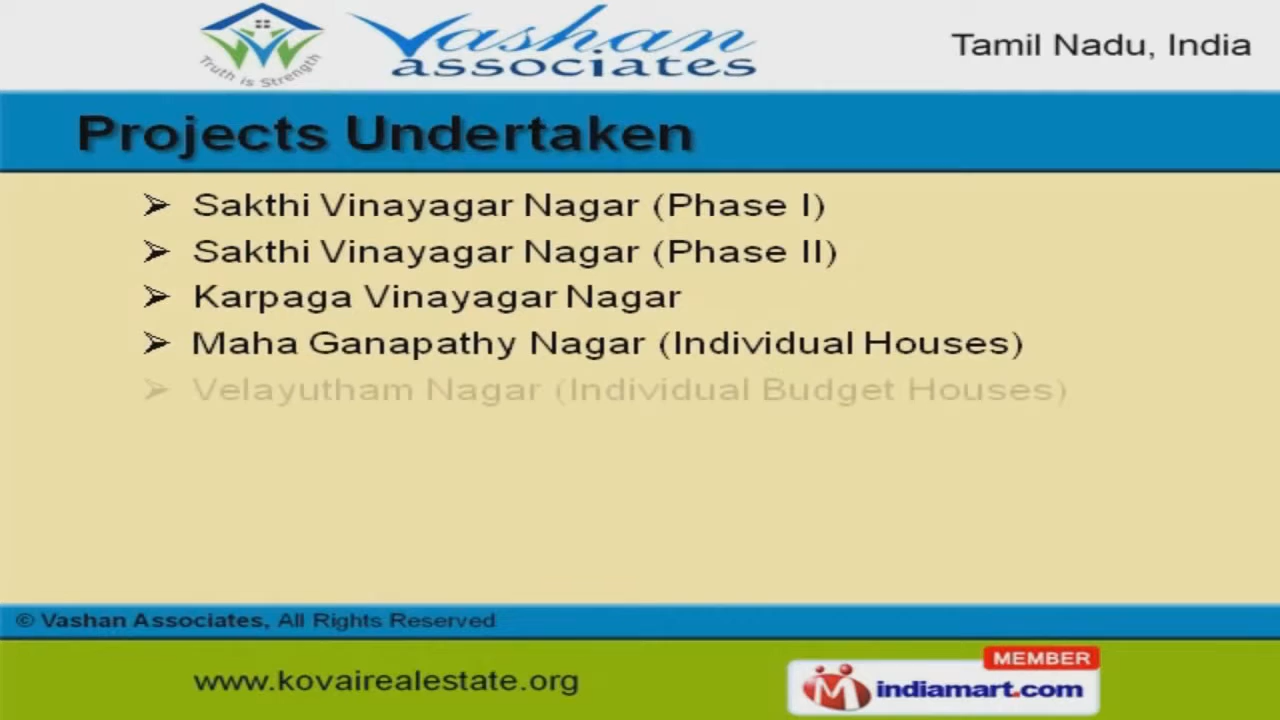 Truth is Strength
Vashan
associates
Tamil Nadu, India
Projects Undertaken
➢ Sakthi Vinayagar Nagar (Phase I)
➢ Sakthi Vinayagar Nagar (Phase II)
➢ Karpaga Vinayagar Nagar
➢ Maha Ganapathy Nagar (Individual Houses)
➢ Velayutham Nagar (Individual Budget Houses)
© Vashan Associates, All Rights Reserved
www.kovairealestate.org
MEMBER
indiamart.com